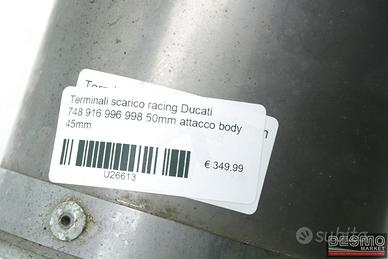 Terminali scarico racing Ducati
748 916 996 998 50mm attacco body
45mm
€ 349.99
U26613
subito
DESMO
MARKET